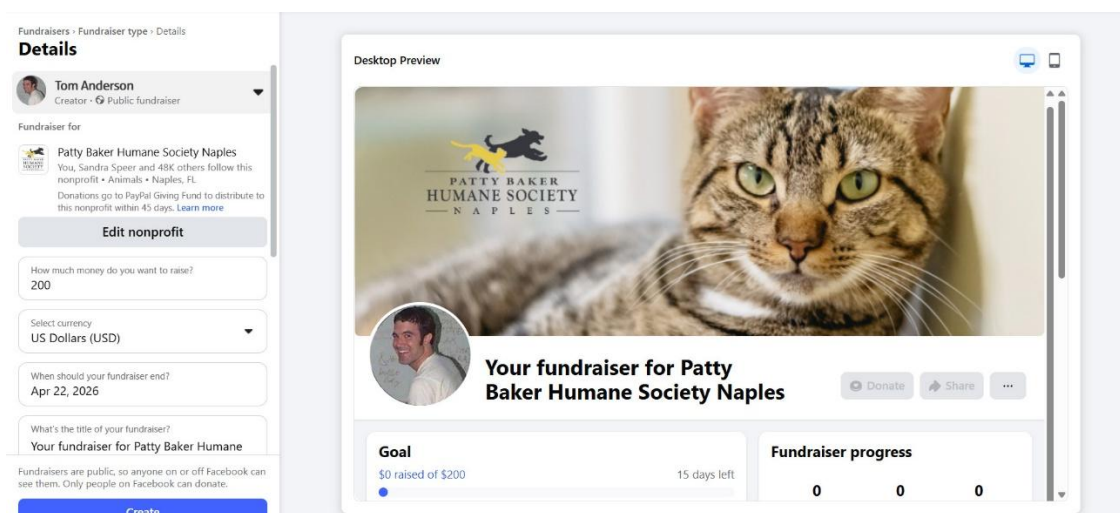 Fundraisers › Fundraiser type › Details
Details
Tom Anderson
Creator · Public fundraiser
Fundraiser for
Patty Baker Humane Society Naples
You, Sandra Speer and 48K others follow this
nonprofit • Animals • Naples, FL
Donations go to PayPal Giving Fund to distribute to
this nonprofit within 45 days. Learn more
Edit nonprofit
How much money do you want to raise?
200
Select currency
US Dollars (USD)
When should your fundraiser end?
Apr 22, 2026
What's the title of your fundraiser?
Your fundraiser for Patty Baker Humane
Fundraisers are public, so anyone on or off Facebook can
see them. Only people on Facebook can donate.
Create
Desktop Preview
PATTY BAKER
HUMANE SOCIETY
NAPLES
Your fundraiser for Patty
Baker Humane Society Naples
Donate
Share
...
Goal
$0 raised of $200
15 days left
Fundraiser progress
0 0 0